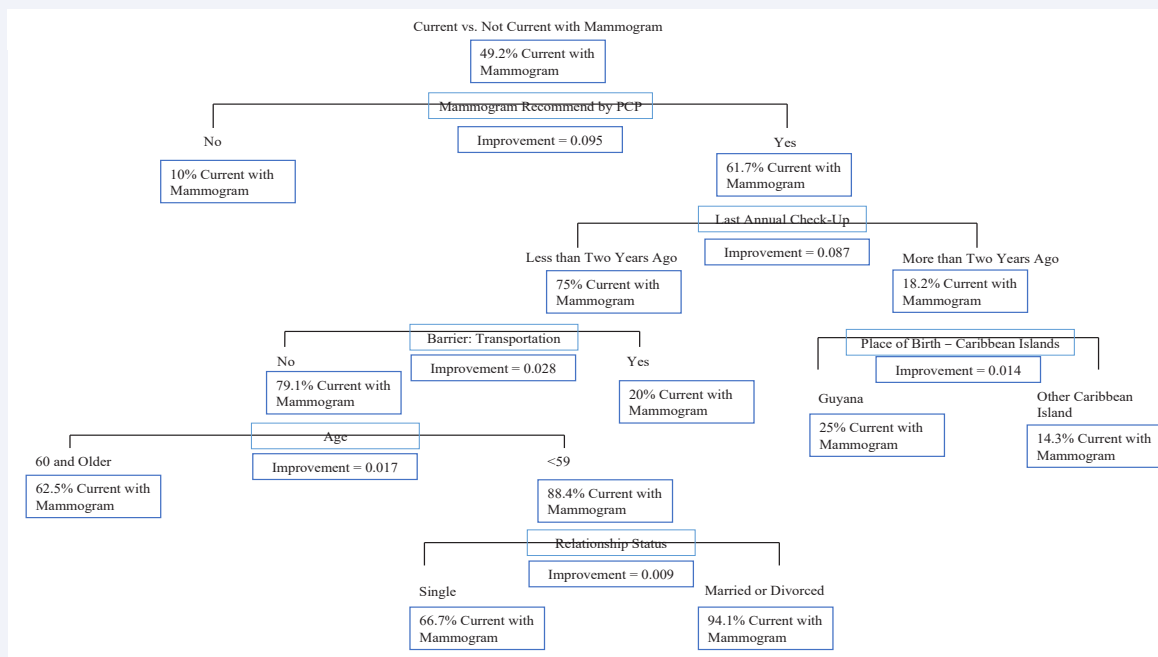 Current vs. Not Current with Mammogram
49.2% Current with
Mammogram
Mammogram Recommend by PCP
Improvement = 0.095
No
Yes
10% Current with
Mammogram
61.7% Current with
Mammogram
Last Annual Check-Up
Improvement = 0.087
Less than Two Years Ago
More than Two Years Ago
75% Current with
Mammogram
18.2% Current with
Mammogram
Barrier: Transportation
Improvement = 0.028
Place of Birth – Caribbean Islands
Improvement = 0.014
No
Yes
79.1% Current with
Mammogram
20% Current with
Mammogram
Guyana
Other Caribbean
Island
25% Current with
Mammogram
14.3% Current with
Mammogram
Age
Improvement = 0.017
60 and Older
<59
62.5% Current with
Mammogram
88.4% Current with
Mammogram
Relationship Status
Improvement = 0.009
Single
Married or Divorced
66.7% Current with
Mammogram
94.1% Current with
Mammogram